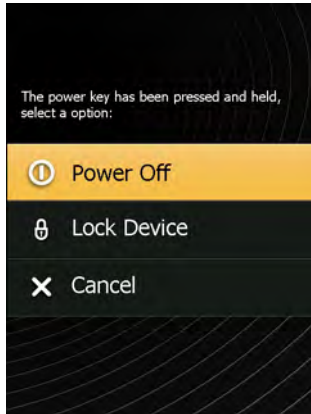 The power key has been pressed and held,
select a option:
Power Off
Lock Device
Cancel